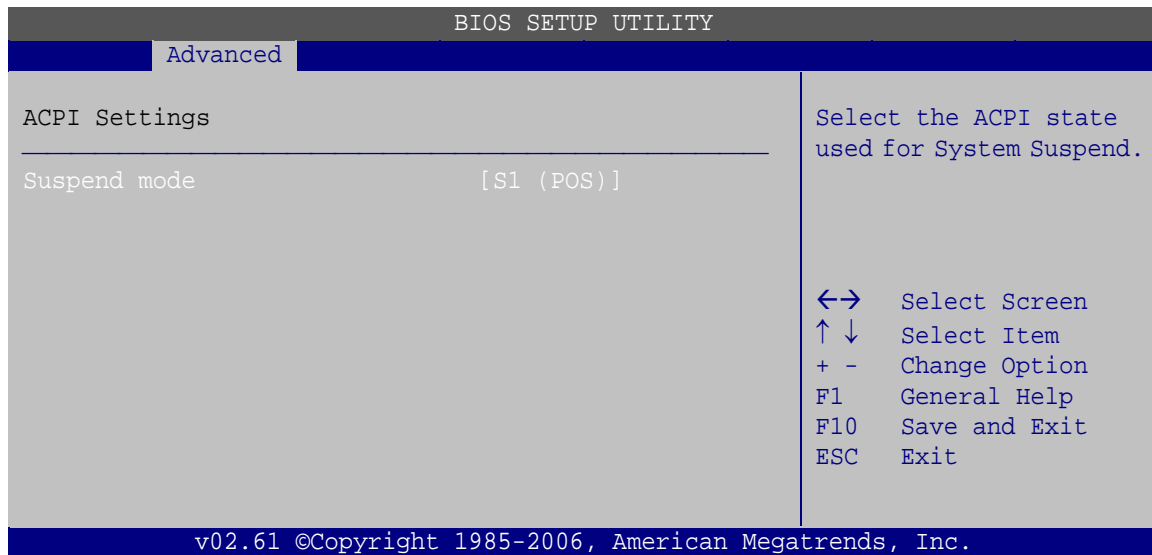 BIOS SETUP UTILITY
Advanced
ACPI Settings
Suspend mode [S1 (POS)]
Select the ACPI state
used for System Suspend.
←→ Select Screen
↑ ↓ Select Item
+ - Change Option
F1 General Help
F10 Save and Exit
ESC Exit
v02.61 ©Copyright 1985-2006, American Megatrends, Inc.